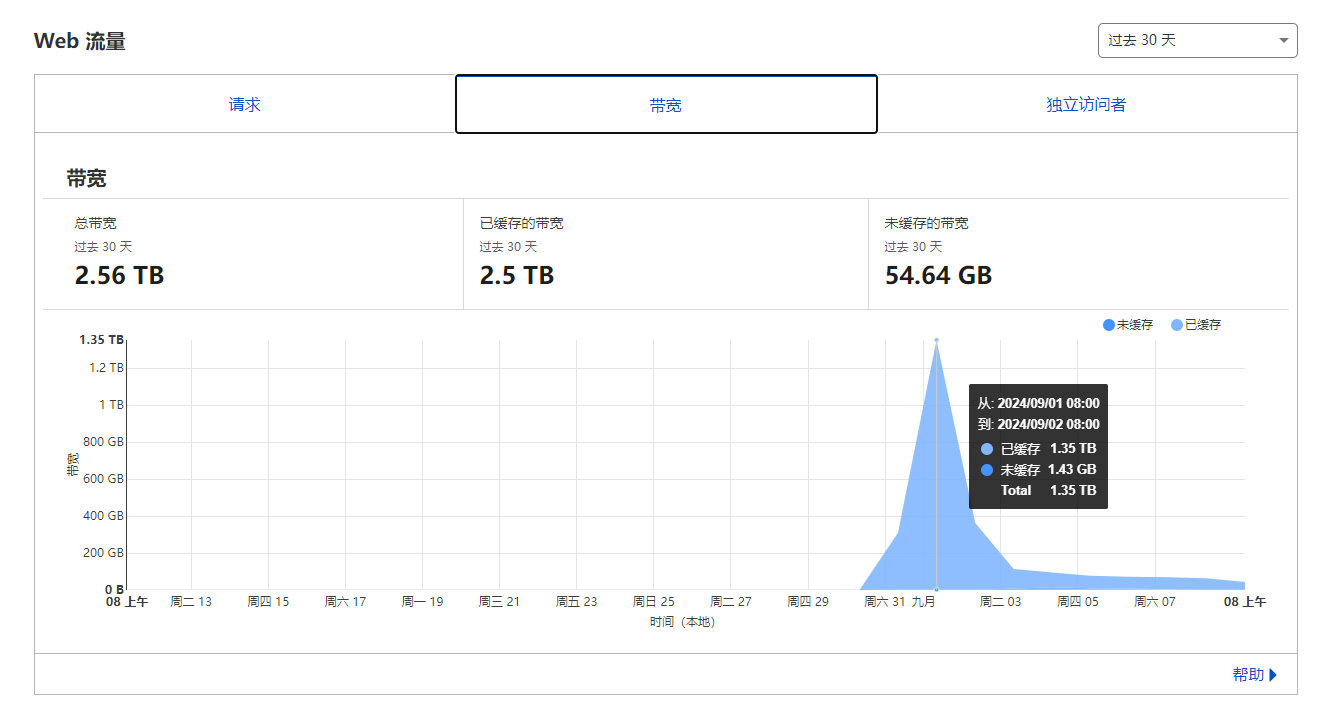 Web 流量
过去 30 天
请求
带宽
独立访问者
带宽
总带宽
过去 30 天
2.56 TB
已缓存的带宽
过去 30 天
2.5 TB
未缓存的带宽
过去 30 天
54.64 GB
未缓存 已缓存
1.35 TB
1.2 TB
1 TB
800 GB
600 GB
400 GB
200 GB
0 B
带宽
从: 2024/09/01 08:00
到: 2024/09/02 08:00
已缓存 1.35 TB
未缓存 1.43 GB
Total 1.35 TB
08 上午 周二 13 周四 15 周六 17 周一 19 周三 21 周五 23 周日 25 周二 27 周四 29 周六 31 九月 周二 03 周四 05 周六 07 08 上午
时间（本地）
帮助